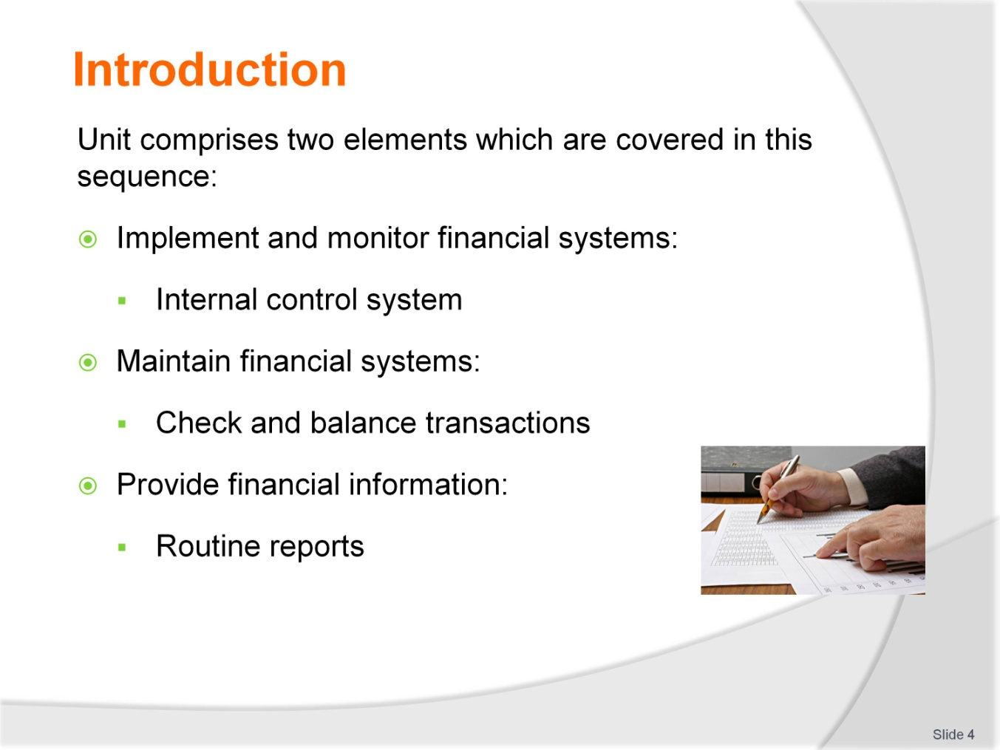 Introduction
Unit comprises two elements which are covered in this
sequence:
Implement and monitor financial systems:
Internal control system
Maintain financial systems:
Check and balance transactions
Provide financial information:
Routine reports
Slide 4